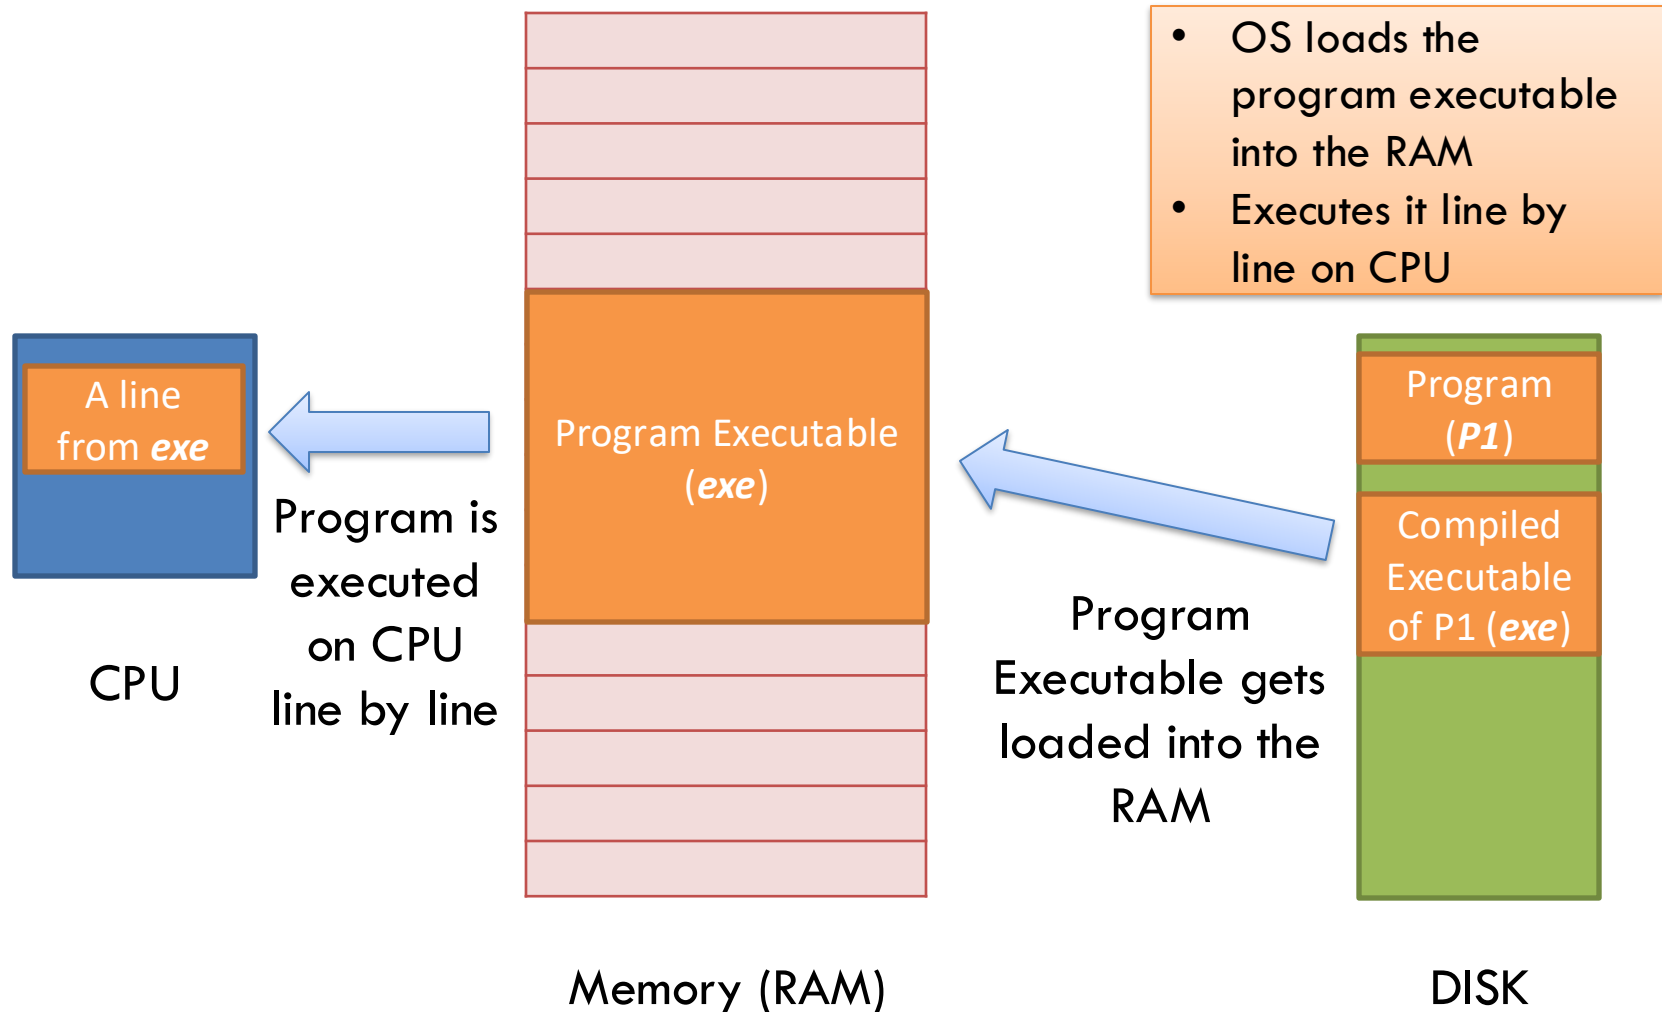 • OS loads the
program executable
into the RAM
• Executes it line by
line on CPU
A line
from exe
Program Executable
(exe)
Program
(P1)
Compiled
Executable
of P1 (exe)
Program is
executed
on CPU
line by line
Program
Executable gets
loaded into the
RAM
CPU
Memory (RAM)
DISK